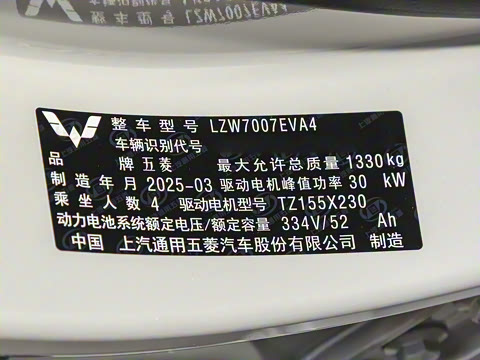 整车型号 LZW7007EVA4
车辆识别代号
品 牌 五菱 最大允许总质量 1330kg
制造年月 2025-03 驱动电机峰值功率 30 kW
乘坐人数 4 驱动电机型号 TZ155X230
动力电池系统额定电压/额定容量 334V/52 Ah
中国 上汽通用五菱汽车股份有限公司 制造